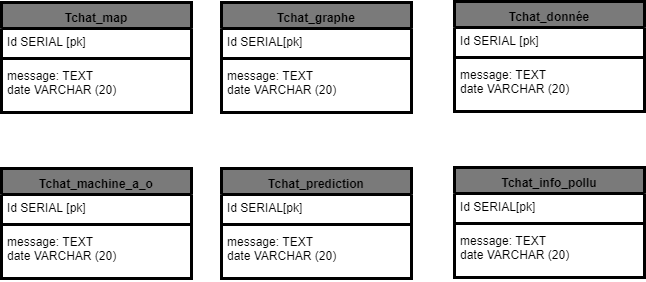 Tchat_map
Id SERIAL [pk]
message: TEXT
date VARCHAR (20)
Tchat_graphe
Id SERIAL[pk]
message: TEXT
date VARCHAR (20)
Tchat_donnée
Id SERIAL [pk]
message: TEXT
date VARCHAR (20)
Tchat_machine_a_o
Id SERIAL [pk]
message: TEXT
date VARCHAR (20)
Tchat_prediction
Id SERIAL[pk]
message: TEXT
date VARCHAR (20)
Tchat_info_pollu
Id SERIAL[pk]
message: TEXT
date VARCHAR (20)